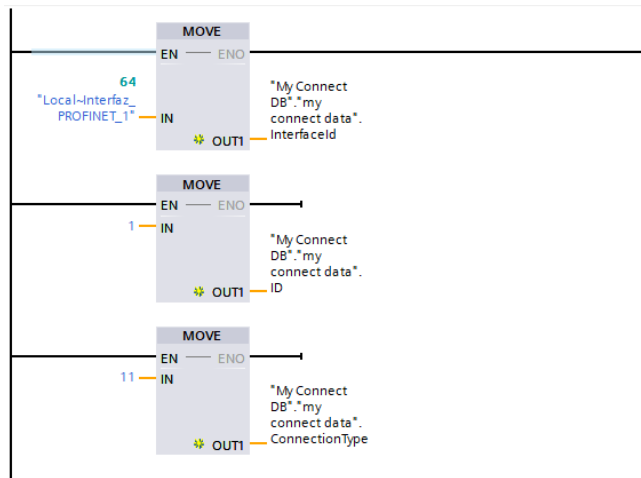 MOVE
EN ENO
64
"Local~Interfaz_
PROFINET_1"
IN
"My Connect
DB"."my
connect data".
InterfaceId
OUT1
MOVE
EN ENO
1 IN
"My Connect
DB"."my
connect data".
ID
OUT1
MOVE
EN ENO
11 IN
"My Connect
DB"."my
connect data".
ConnectionType
OUT1